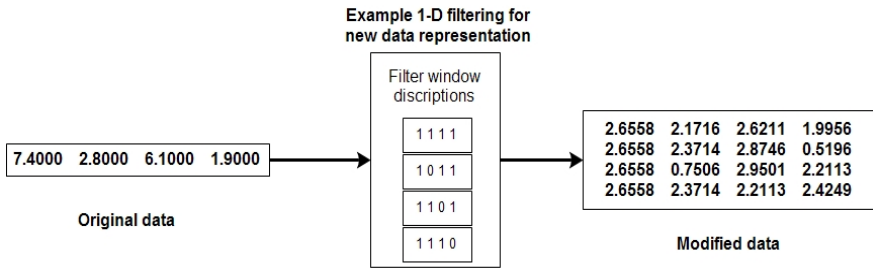 Example 1-D filtering for
new data representation
Filter window
discriptions
1 1 1 1
1 0 1 1
1 1 0 1
1 1 1 0
7.4000 2.8000 6.1000 1.9000
Original data
2.6558 2.1716 2.6211 1.9956
2.6558 2.3714 2.8746 0.5196
2.6558 0.7506 2.9501 2.2113
2.6558 2.3714 2.2113 2.4249
Modified data